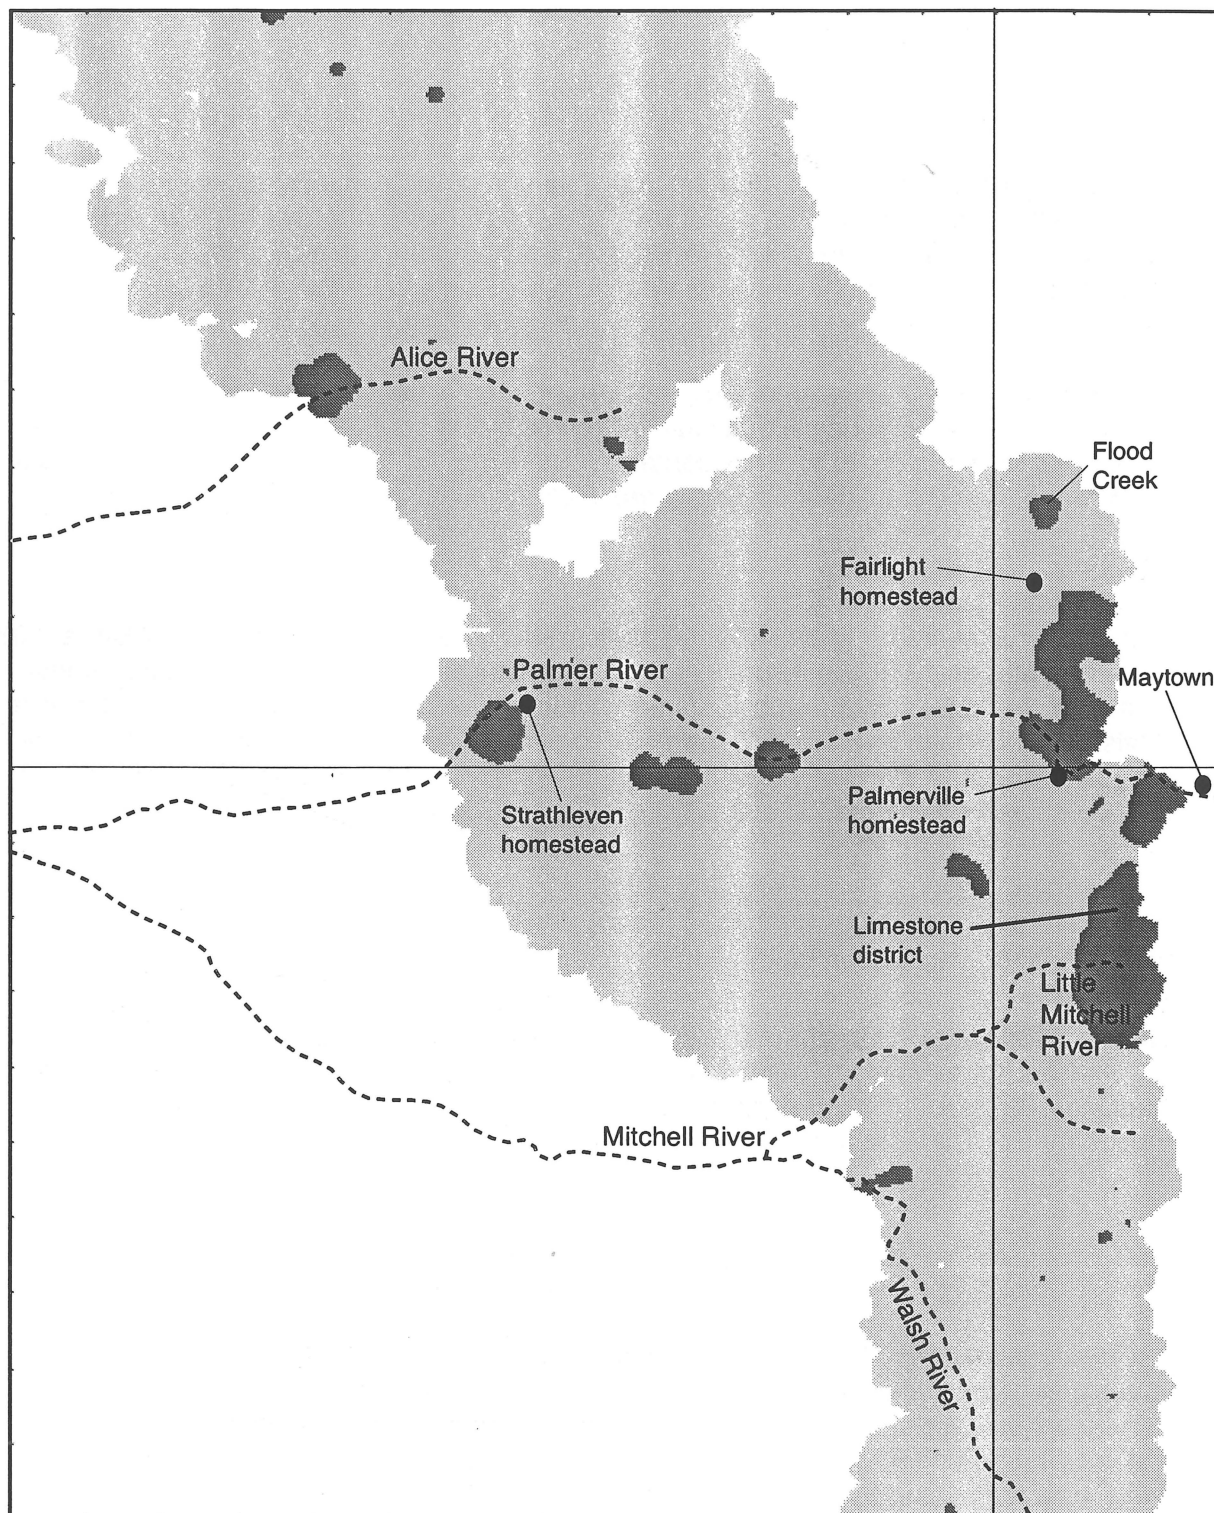 Alice River
Flood
Creek
Fairlight
homestead
Palmer River
Maytown
Palmerville
homestead
Strathleven
homestead
Limestone
district
Little
Mitchell
River
Mitchell River
Walsh River